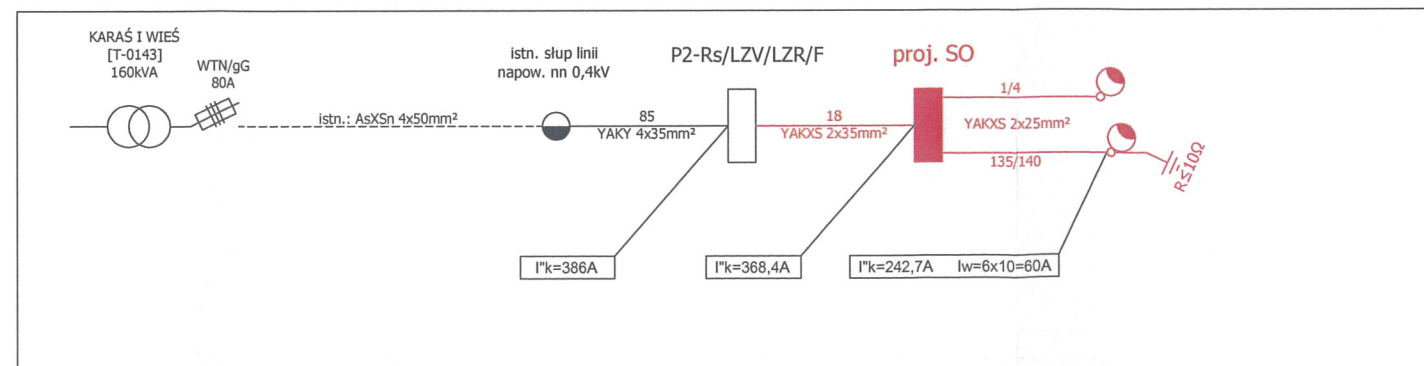 KARAŚ I WIEŚ
[T-0143]
160kVA
WTN/gG
80A
istn.: AsXSn 4x50mm²
istn. słup linii
napow. nn 0,4kV
85
YAKY 4x35mm²
P2-Rs/LZV/LZR/F
18
YAKXS 2x35mm²
proj. SO
1/4
YAKXS 2x25mm²
135/140
R≤10Ω
I"k=386A
I"k=368,4A
I"k=242,7A Iw=6x10=60A